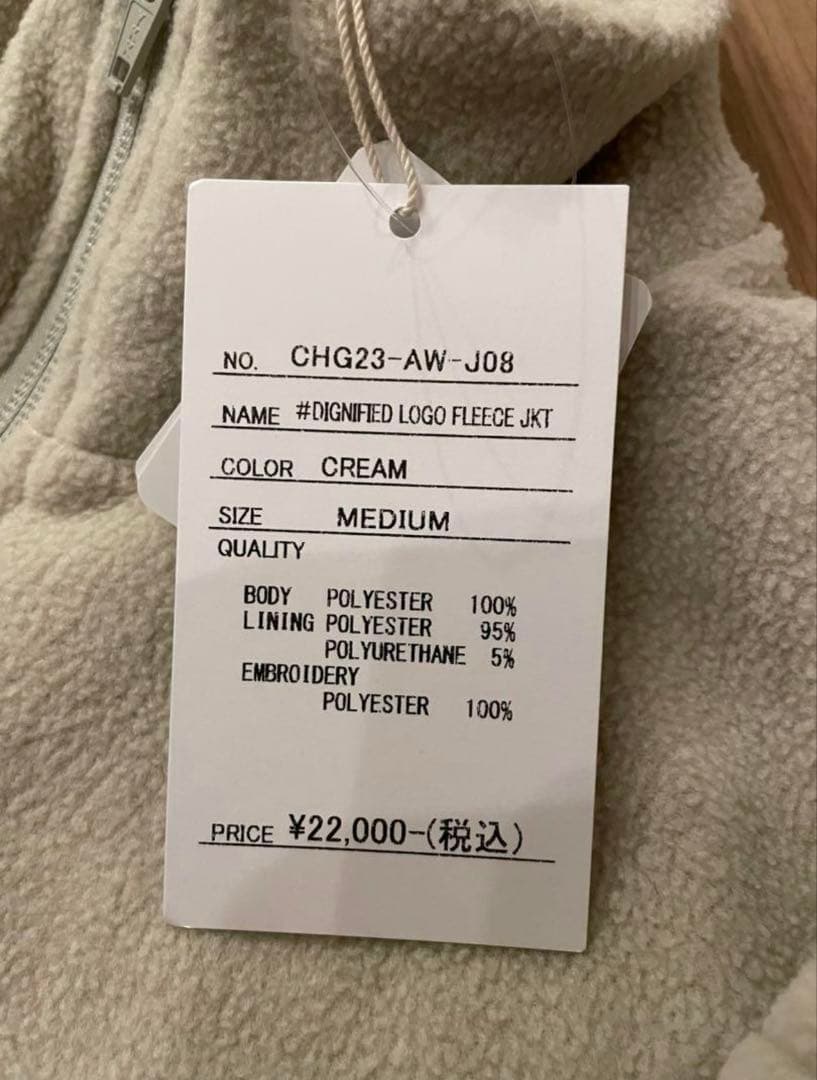 NO. CHG23-AW-J08
NAME #DIGNIFIED LOGO FLEECE JKT
COLOR CREAM
SIZE MEDIUM
QUALITY
BODY POLYESTER 100%
LINING POLYESTER 95%
POLYURETHANE 5%
EMBROIDERY
POLYESTER 100%
PRICE ¥22,000-(税込)